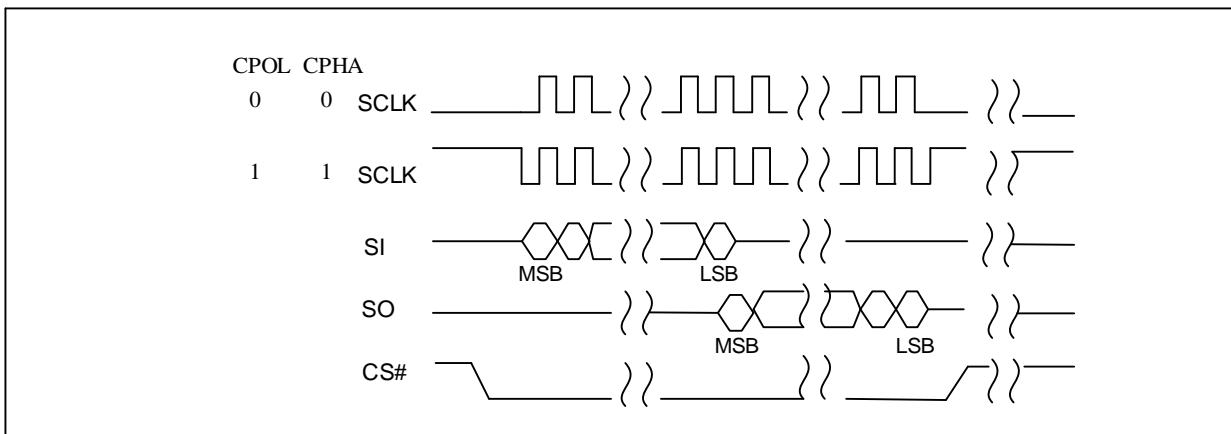 CPOL CPHA
0 0 SCLK
1 1 SCLK
SI
MSB LSB
SO
MSB LSB
CS#